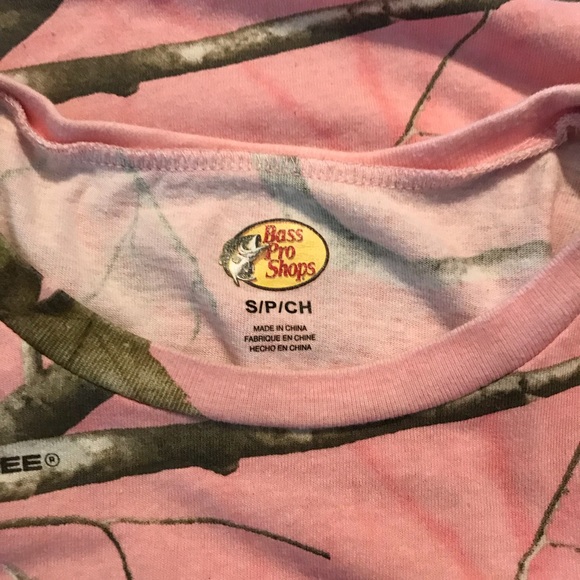 Bass
Pro
Shops
S/P/CH
MADE IN CHINA
FABRIQUE EN CHINE
HECHO EN CHINA
EE®